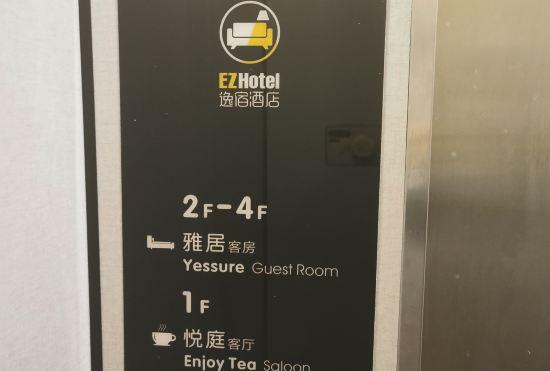 EZHotel
逸宿酒店
2F-4F
雅居客房
Yessure Guest Room
1F
悦庭客厅
Enjoy Tea Saloon